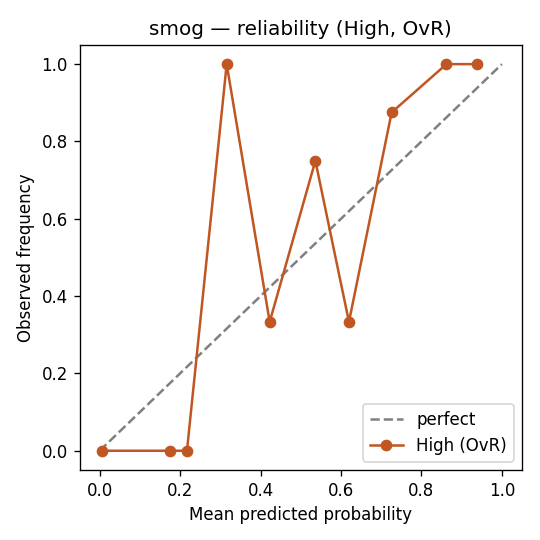 smog — reliability (High, OvR)
Observed frequency
1.0
0.8
0.6
0.4
0.2
0.0
perfect
High (OvR)
0.0 0.2 0.4 0.6 0.8 1.0
Mean predicted probability